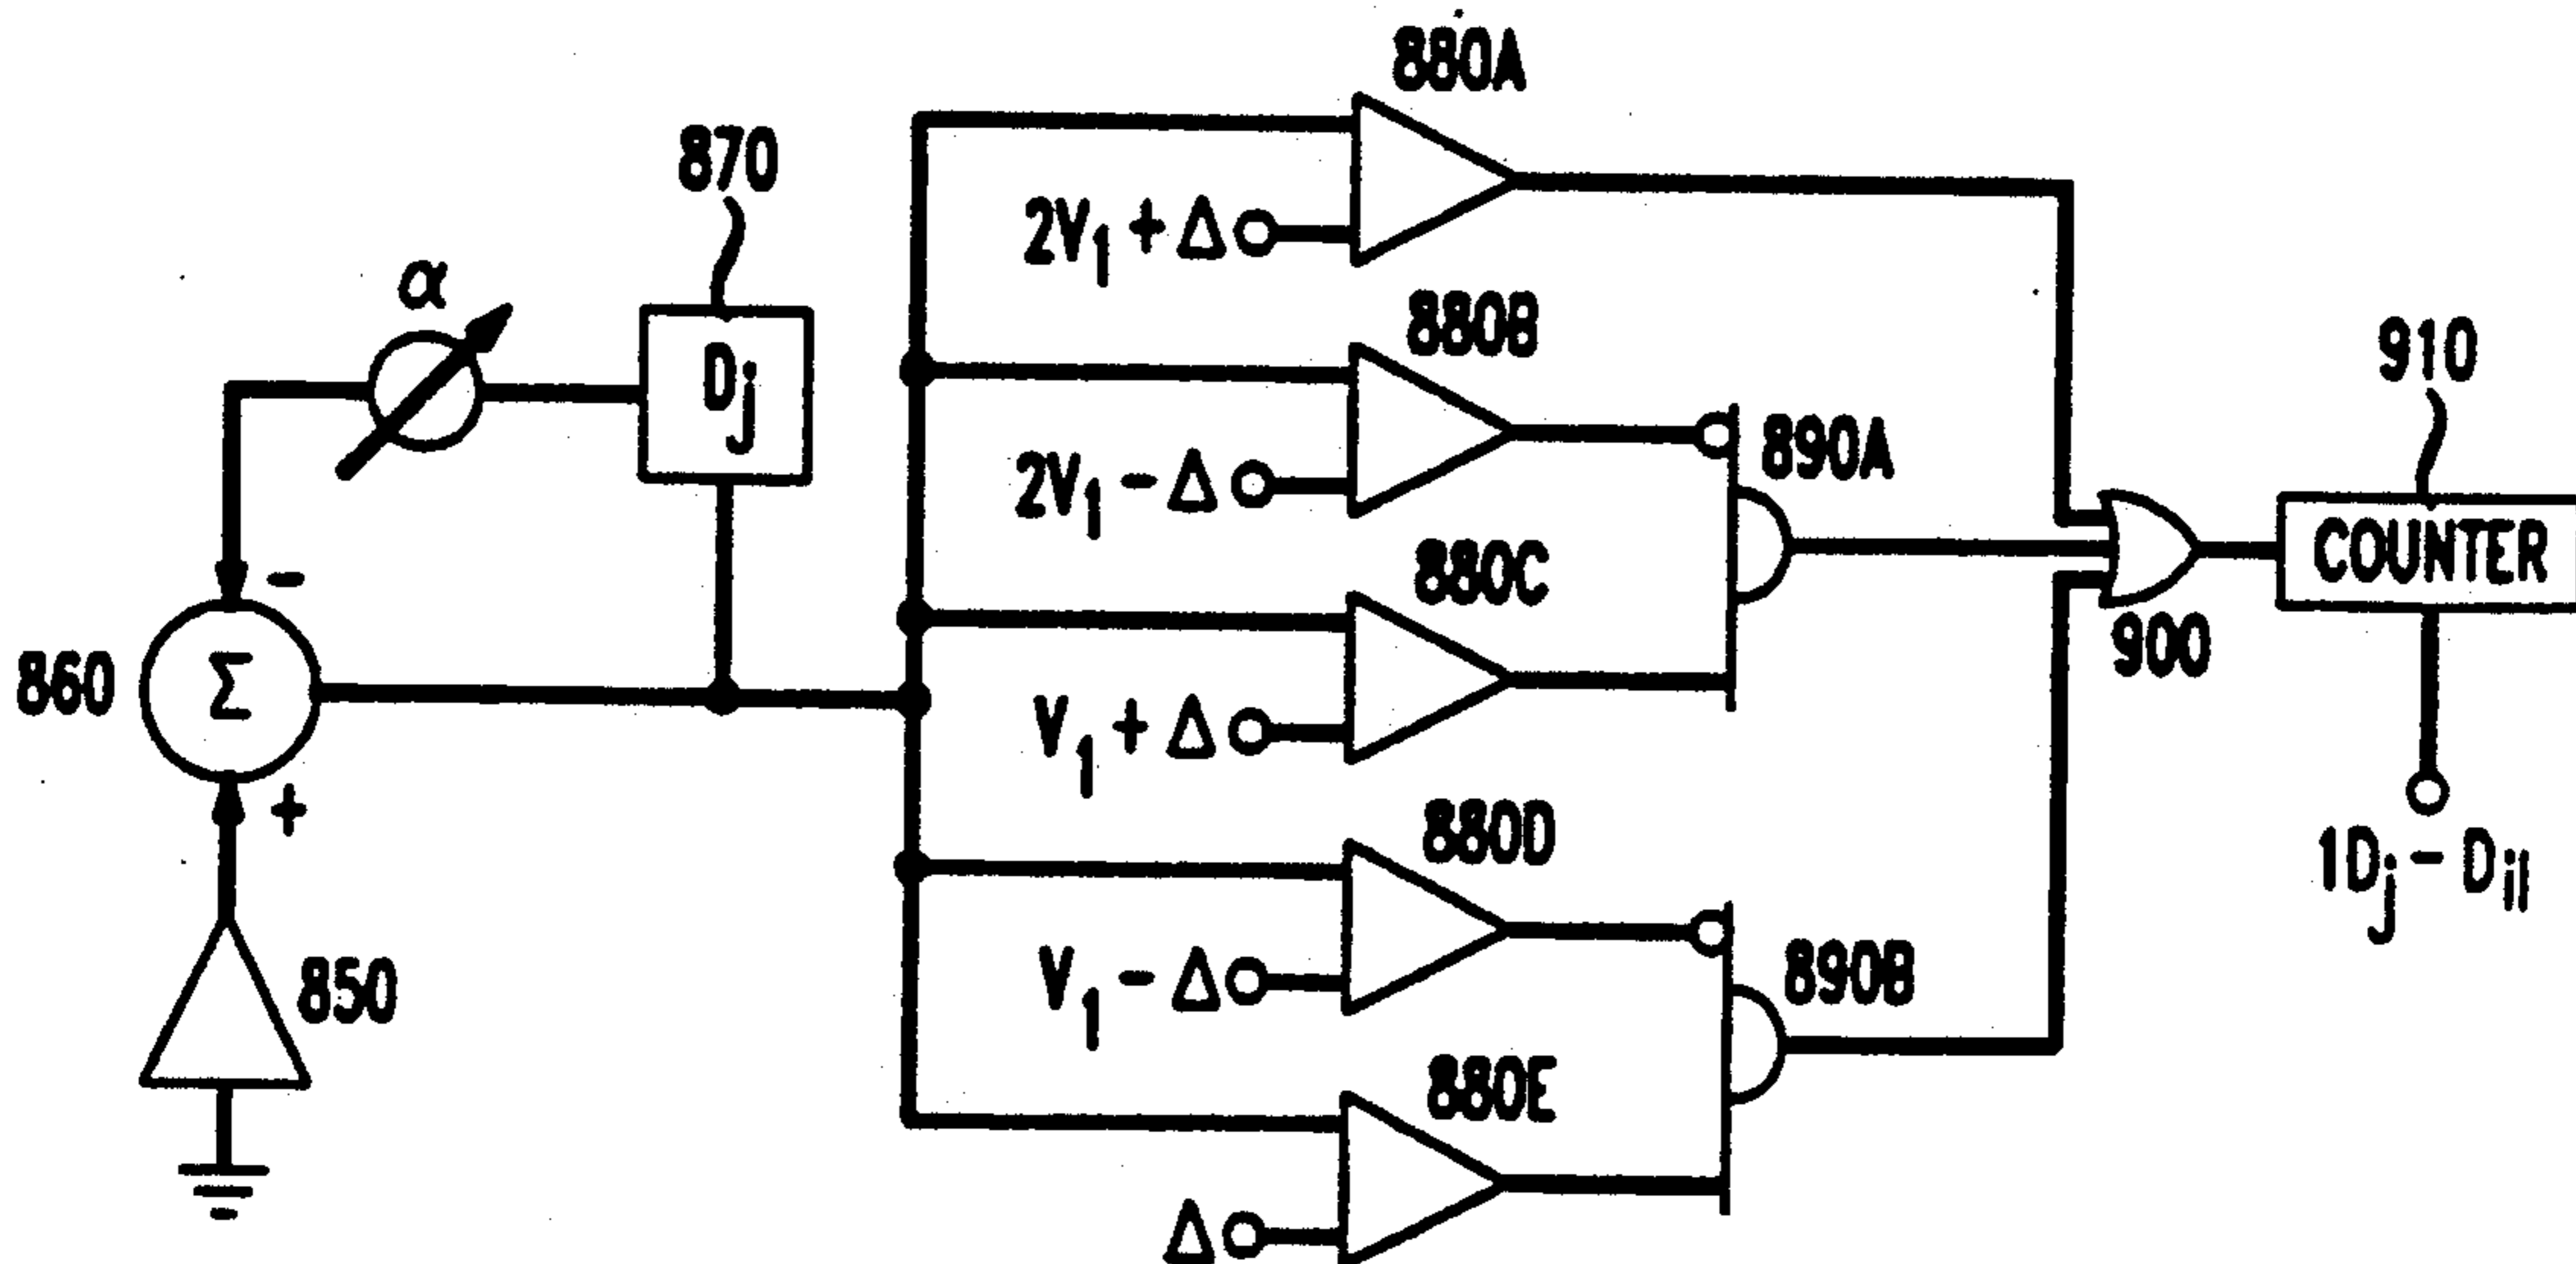 880A
870
2V1 + Δ
α
880B
910
Dj
890A
2V1 - Δ
COUNTER
880C
-
900
860
Σ
V1 + Δ
+
880D
1Dj - Dil
850
V1 - Δ
890B
880E
Δ